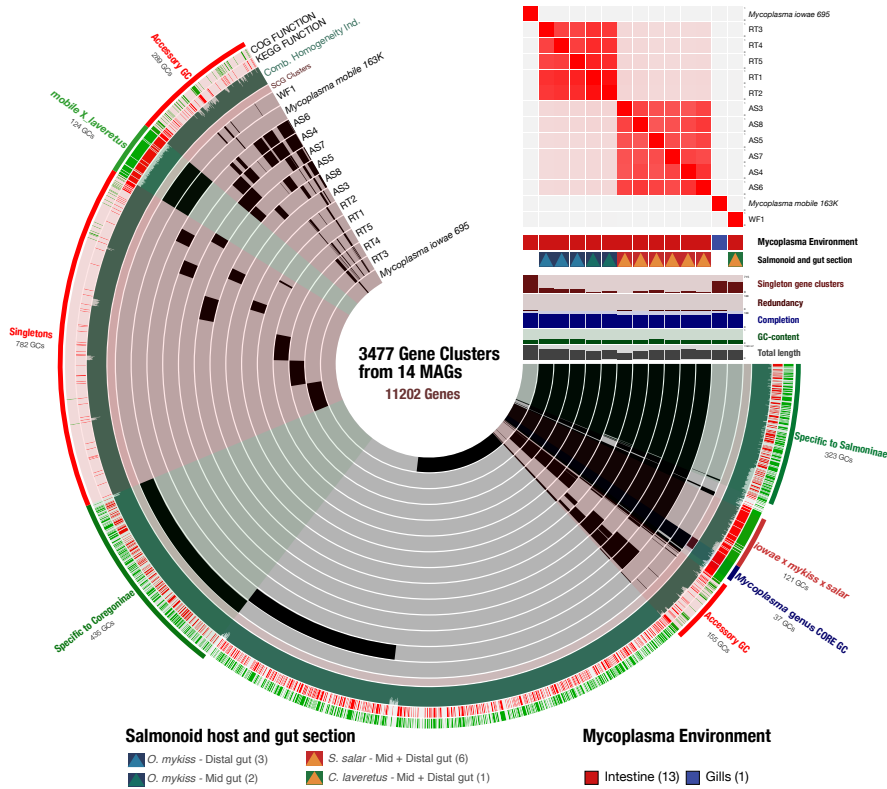 COG FUNCTION
KEGG FUNCTION
Comb. Homogeneity Ind.
SCG Clusters
WF1
Mycoplasma mobile 163K
AS6
AS4
AS7
AS5
AS8
AS3
RT2
RT1
RT5
RT4
RT3
Mycoplasma iowae 695
Mycoplasma iowae 695
RT3
RT4
RT5
RT1
RT2
AS3
AS8
AS5
AS7
AS4
AS6
Mycoplasma mobile 163K
WF1
Mycoplasma Environment
Salmonoid and gut section
Singleton gene clusters
Redundancy
Completion
GC-content
Total length
Accessory GC
289 GCs
mobile X_laveretus
124 GCs
Singletons
782 GCs
Specific to Coregoninae
435 GCs
3477 Gene Clusters
from 14 MAGs
11202 Genes
Specific to Salmoninae
323 GCs
iowae x mykiss x salar
121 GCs
Mycoplasma genus CORE GC
37 GCs
Accessory GC
155 GCs
Salmonoid host and gut section
O. mykiss - Distal gut (3)
O. mykiss - Mid gut (2)
S. salar - Mid + Distal gut (6)
C. laveretus - Mid + Distal gut (1)
Mycoplasma Environment
Intestine (13)
Gills (1)